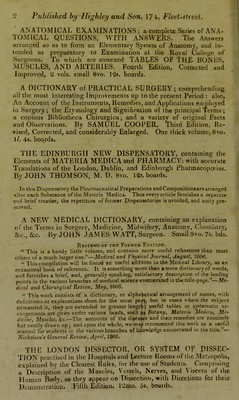 2 Published by Highley and Son, 174, Fleet-street.
ANATOMICAL EXAMINATIONS; a complete Series of ANA-
TOMICAL QUESTIONS, WITH ANSWERS. The Answers
arranged so as to form an Elementary System of Anatomy, and in-
tended as preparatory to Examination at the Royal College of
Surgeons. To which are annexed TABLES OF THE BONES,
MUSCLES, AND ARTERIES. Fourth Edition, Corrected and
Improved, 2 vols. small 8vo. 12s. boards.
A DICTIONARY OF PRACTICAL SURGERY; comprehending
all the most interesting Improvements up to the present Period: also,
An Account of the Instruments, Remedies, and Applications employed
in Surgery; the Etymology and Signification of the principal Terms;
a copious Bibliotheca Chirurgica, and a variety of original Facts
and Observations. By SAMUEL COOPER. Third Edition, Re-
vised, Corrected, and considerably Enlarged. One thick volume, 8vo.
1l. 4s. boards.
THE EDINBURGH NEW DISPENSATORY, containing the
Elements of MATERIA MEDICA and PHARMACY: with accurate
Translations of the London, Dublin, and Edinburgh Pharmacopœias.
By JOHN THOMSON, M. D. 8vo. 12s. boards.
In this Dispensatory the Pharmaceutical Preparations and Compositions are arranged
after each Substance of the Materia Medica. Thus every article furnishes a separate
and brief treatise, the repetition of former Dispensatories is avoided, and unity pre-
served.
A NEW MEDICAL DICTIONARY, containing an explanation
of the Terms in Surgery, Medicine, Midwifery, Anatomy, Chemistry,
&c., &c. By JOHN JAMES WATT, Surgeon. Small 8vo. 7s. bds.
REVIEWS OF THE FORMER EDITION.
" This is a handy little volume, and contains more useful references than most
others of a much larger size."—Medical and Physical Journal, August, 1806.
" This compilation will be found an useful addition to the Medical Library, as an
occasional book of reference. It is something more than a mere dictionary of words,
and furnishes a brief, and, generally speaking, satisfactory description of the leading
points in the various branches of medical science enumerated in the title-page."—Me-
dical and Chirurgical Review, May, 1806.
" This work consists of a dictionary, or alphabetical arrangement of names, with
definitions or explanations short for the most part, but in cases where the subject
demanded it, they are extended to greater length; useful tables or systematic ar-
rangements are given under various heads, such as Botany, Materia Medica, Me-
dicine, Muscles, &c.—The accounts of the diseases and their remedies are concisely
but neatly drawn up; and upon the whole, we may recommend this work as a useful
manual for students in the various branches of knowledge enumerated in the title."—
Nicholson's General Review, April, 1806.
THE LONDON DISSECTOR, OR SYSTEM OF DISSEC-
TION practised in the Hospitals and Lecture Rooms of the Metropolis,
explained by the Clearest Rules, for the use of Students. Comprising
a Description of the Muscles, Vessels, Nerves, and Viscera of the
Human Body, as they appear on Dissection, with Directions for their
Demonstration. Fifth Edition. 12mo. 5s. boards.